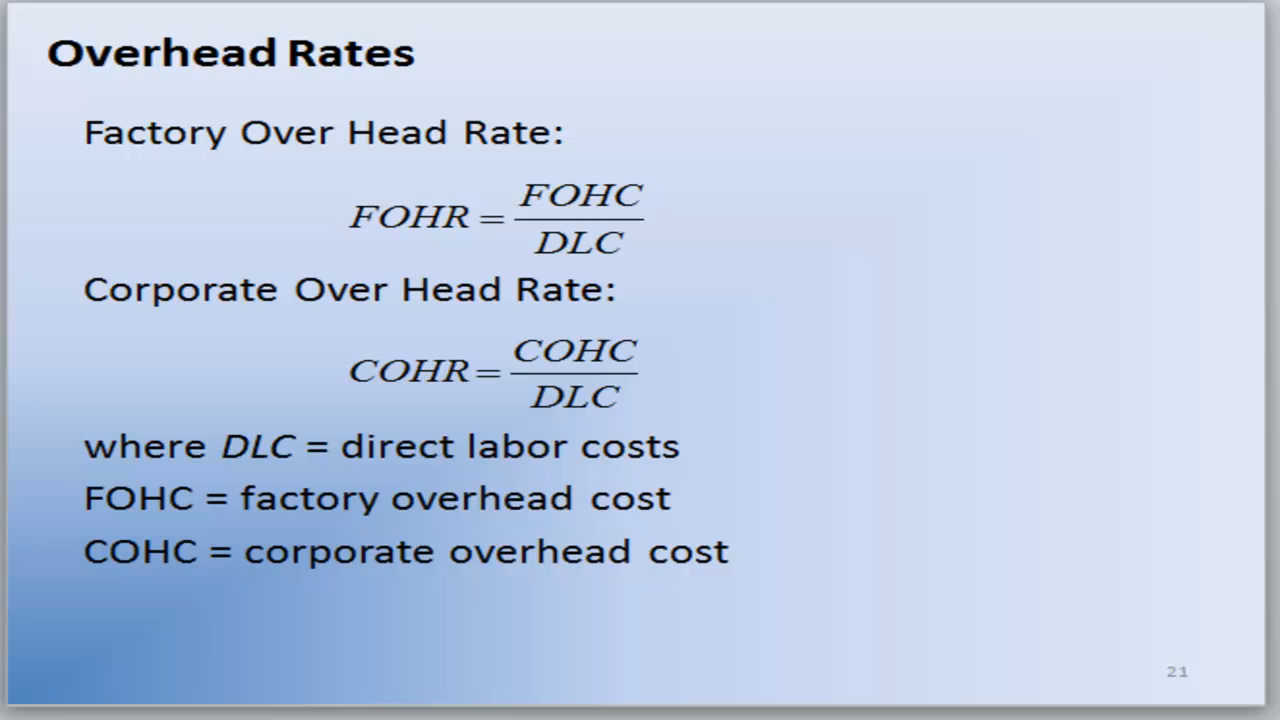 Overhead Rates
Factory Over Head Rate:
FOHR = FOHC / DLC
Corporate Over Head Rate:
COHR = COHC / DLC
where DLC = direct labor costs
FOHC = factory overhead cost
COHC = corporate overhead cost
21